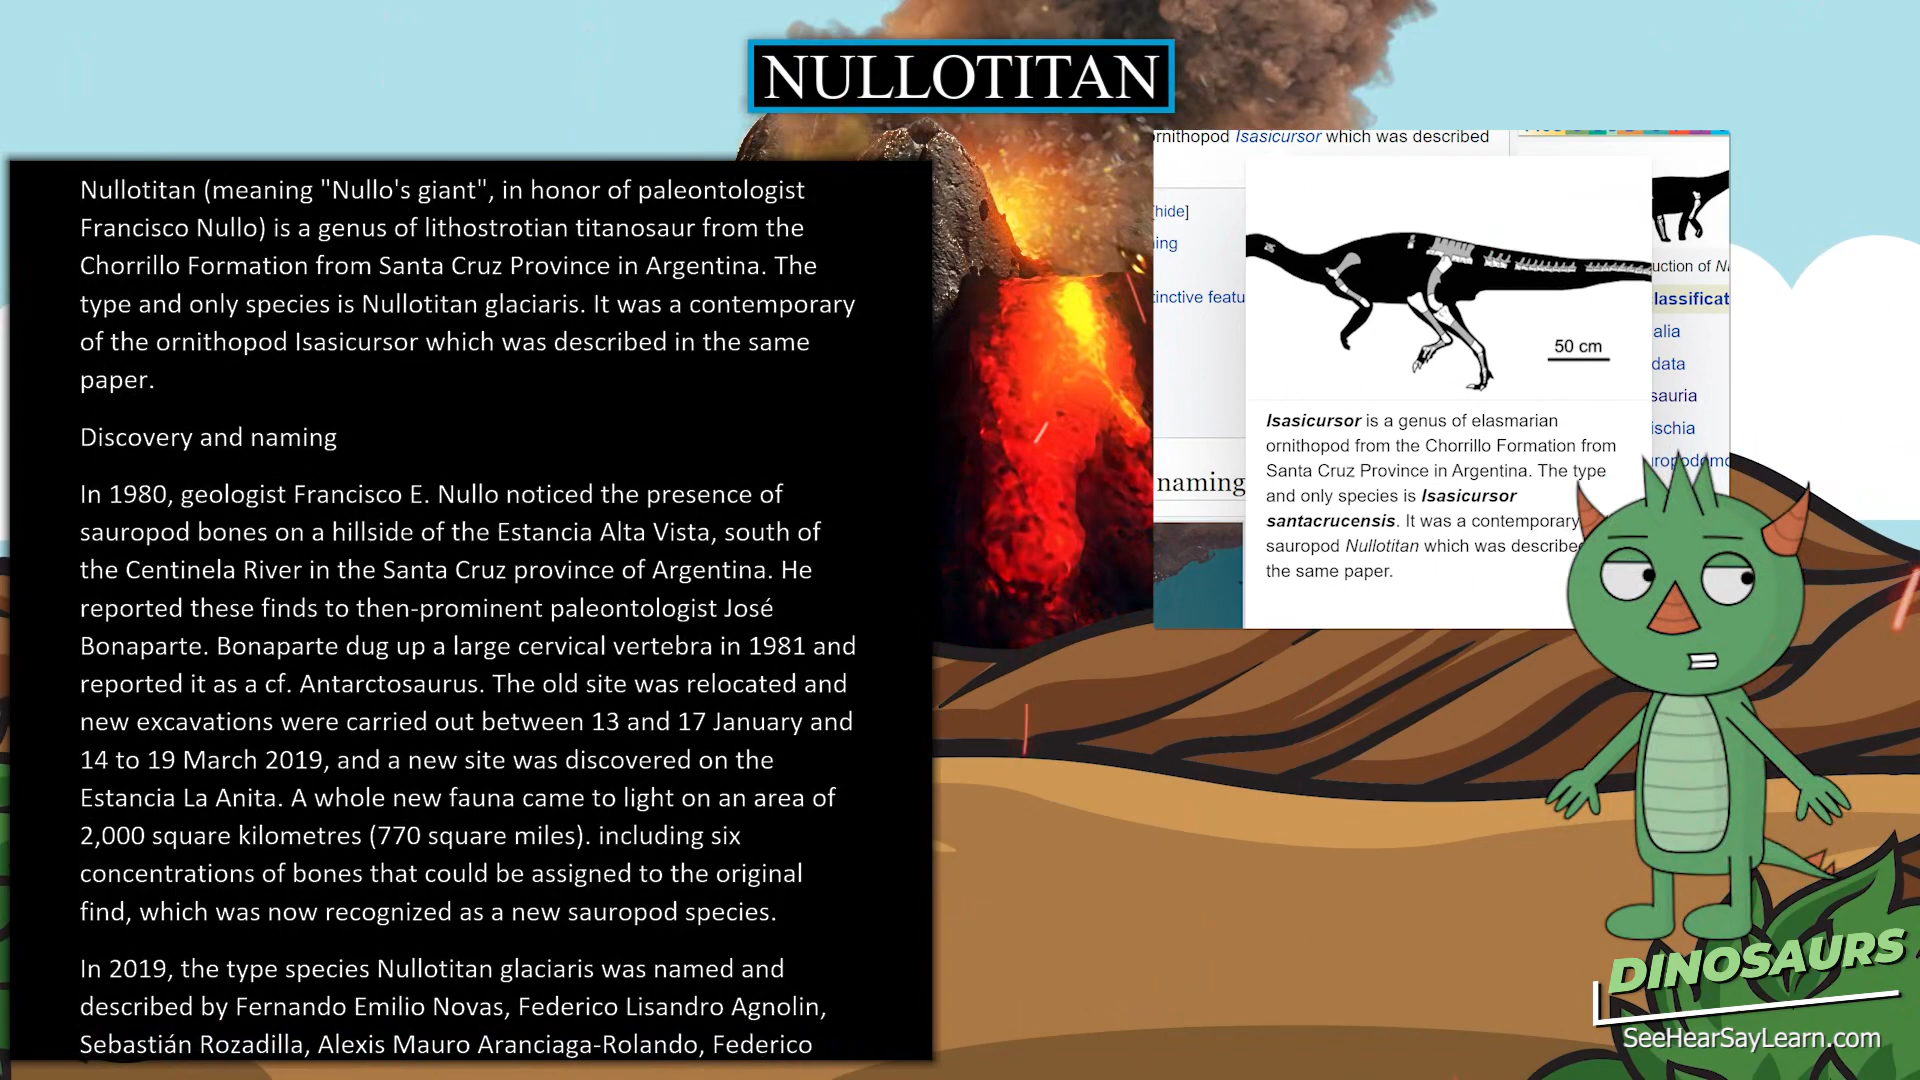 NULLOTITAN
Nullotitan (meaning "Nullo's giant", in honor of paleontologist
Francisco Nullo) is a genus of lithostrotian titanosaur from the
Chorrillo Formation from Santa Cruz Province in Argentina. The
type and only species is Nullotitan glaciaris. It was a contemporary
of the ornithopod Isasicursor which was described in the same
paper.
Discovery and naming
In 1980, geologist Francisco E. Nullo noticed the presence of
sauropod bones on a hillside of the Estancia Alta Vista, south of
the Centinela River in the Santa Cruz province of Argentina. He
reported these finds to then-prominent paleontologist José
Bonaparte. Bonaparte dug up a large cervical vertebra in 1981 and
reported it as a cf. Antarctosaurus. The old site was relocated and
new excavations were carried out between 13 and 17 January and
14 to 19 March 2019, and a new site was discovered on the
Estancia La Anita. A whole new fauna came to light on an area of
2,000 square kilometres (770 square miles). including six
concentrations of bones that could be assigned to the original
find, which was now recognized as a new sauropod species.
In 2019, the type species Nullotitan glaciaris was named and
described by Fernando Emilio Novas, Federico Lisandro Agnolin,
Sebastián Rozadilla, Alexis Mauro Aranciaga-Rolando, Federico
ornithopod Isasicursor which was described
[hide]
naming
50 cm
Isasicursor is a genus of elasmarian
ornithopod from the Chorrillo Formation from
Santa Cruz Province in Argentina. The type
and only species is Isasicursor
santacrucensis. It was a contemporary
sauropod Nullotitan which was described
the same paper.
DINOSAURS
SeeHearSayLearn.com